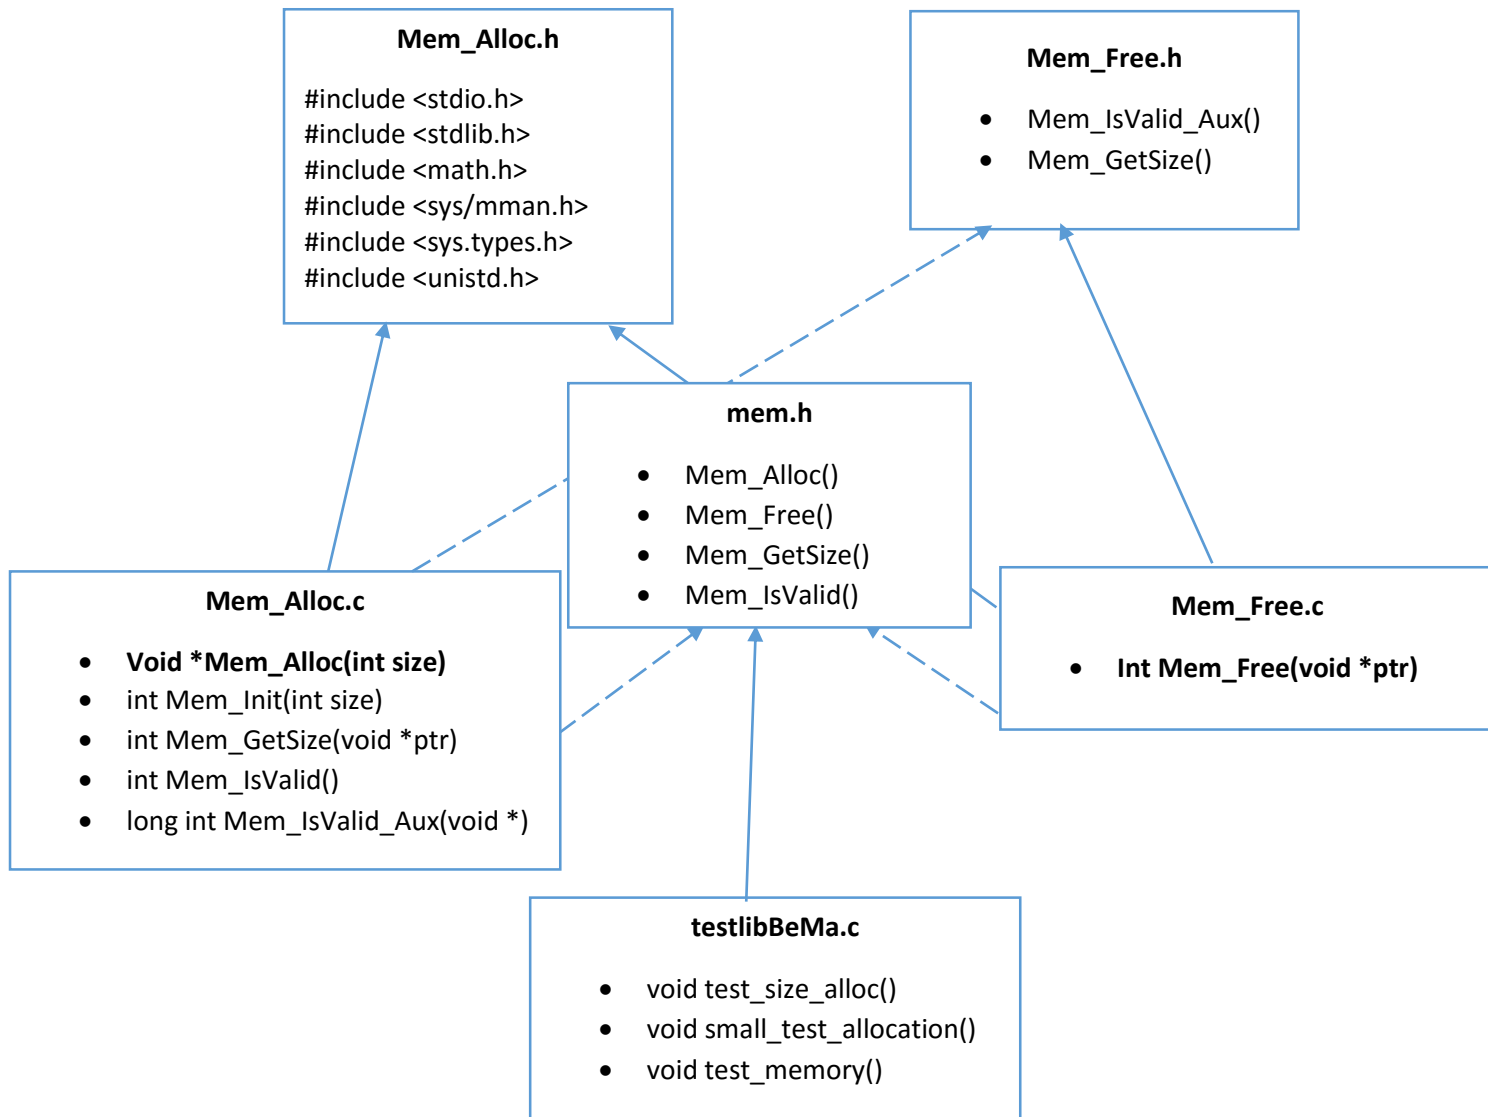 Mem_Alloc.h
#include <stdio.h>
#include <stdlib.h>
#include <math.h>
#include <sys/mman.h>
#include <sys.types.h>
#include <unistd.h>
Mem_Free.h
• Mem_IsValid_Aux()
• Mem_GetSize()
mem.h
• Mem_Alloc()
• Mem_Free()
• Mem_GetSize()
• Mem_IsValid()
Mem_Alloc.c
• Void *Mem_Alloc(int size)
• int Mem_Init(int size)
• int Mem_GetSize(void *ptr)
• int Mem_IsValid()
• long int Mem_IsValid_Aux(void *)
Mem_Free.c
• Int Mem_Free(void *ptr)
testlibBeMa.c
• void test_size_alloc()
• void small_test_allocation()
• void test_memory()